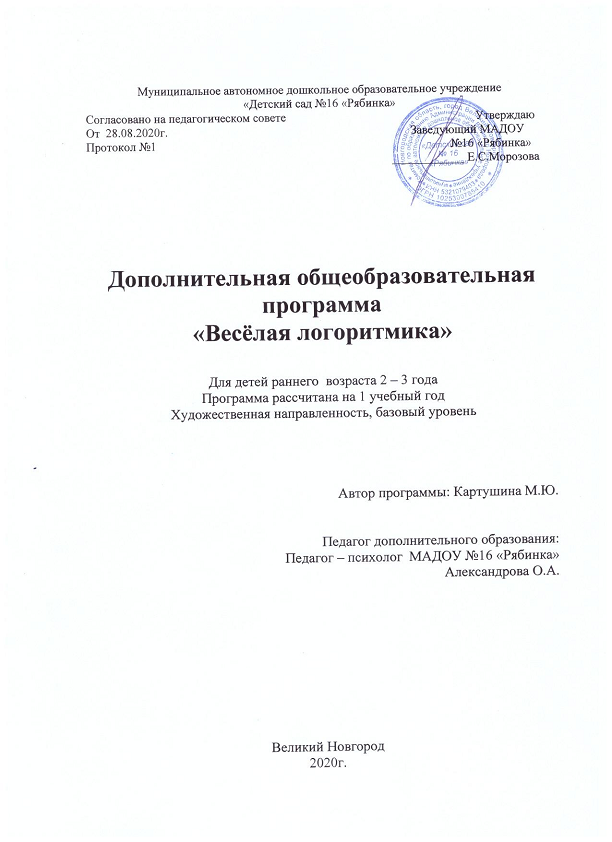 Муниципальное автономное дошкольное образовательное учреждение
«Детский сад №16 «Рябинка»
Согласовано на педагогическом совете Утверждаю
От 28.08.2020г. Заведующий МАДОУ
Протокол №1 №16 «Рябинка»
Е.С.Морозова
Дополнительная общеобразовательная
программа
«Весёлая логоритмика»
Для детей раннего возраста 2 – 3 года
Программа рассчитана на 1 учебный год
Художественная направленность, базовый уровень
Автор программы: Картушина М.Ю.
Педагог дополнительного образования:
Педагог – психолог МАДОУ №16 «Рябинка»
Александрова О.А.
Великий Новгород
2020г.